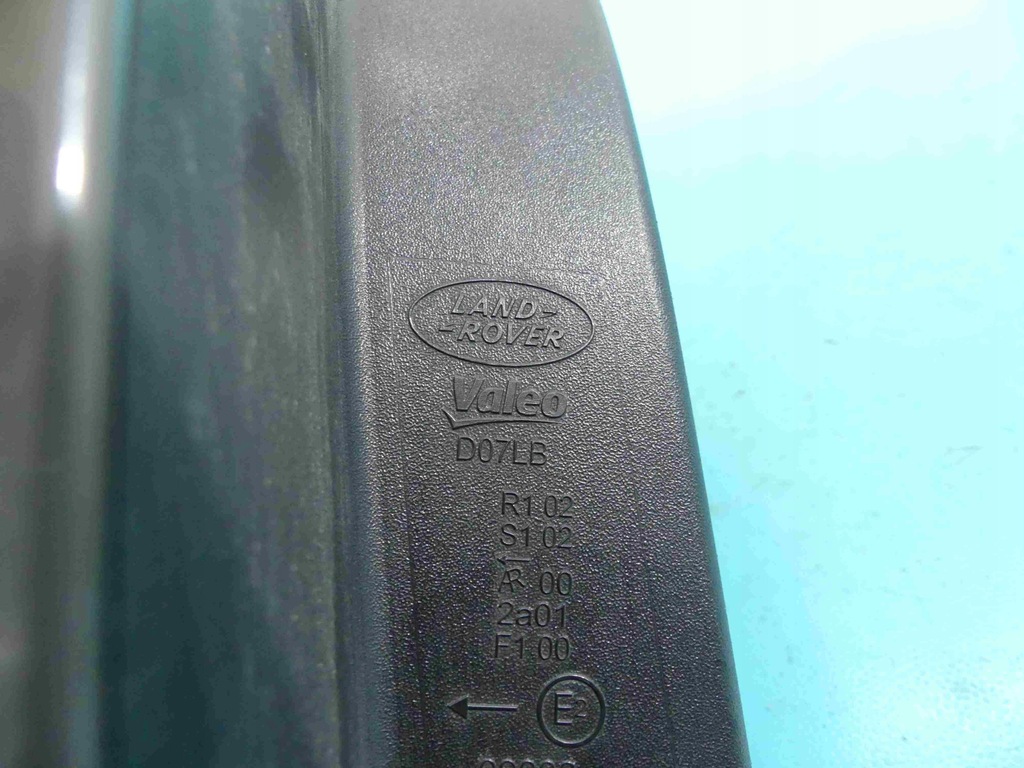 LAND-
-ROVER
Valeo
D07LB
R1 02
S1 02
←
AR 00
2a01
F1 00
← E2